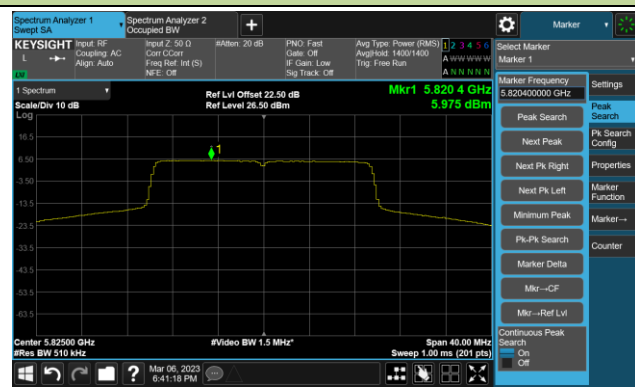 Spectrum Analyzer 1
Swept SA
Spectrum Analyzer 2
Occupied BW
+
Marker
KEYSIGHT
L
LW
Input: RF
Coupling: AC
Align: Auto
Input Z: 50 Ω
Corr CCorr
Freq Ref: Int (S)
NFE: Off
#Atten: 20 dB
PNO: Fast
Gate: Off
IF Gain: Low
Sig Track: Off
Avg Type: Power (RMS)
Avg|Hold: 1400/1400
Trig: Free Run
1 2 3 4 5 6
A W W W W W
A N N N N N
1 Spectrum
Scale/Div 10 dB
Log
Ref Lvl Offset 22.50 dB
Ref Level 26.50 dBm
Mkr1 5.820 4 GHz
5.975 dBm
16.5
6.50
-3.50
-13.5
-23.5
-33.5
-43.5
-53.5
-63.5
1
Center 5.82500 GHz
#Res BW 510 kHz
#Video BW 1.5 MHz*
Span 40.00 MHz
Sweep 1.00 ms (201 pts)
Select Marker
Marker 1
Marker Frequency
5.820400000 GHz
Peak Search
Next Peak
Next Pk Right
Next Pk Left
Minimum Peak
Pk-Pk Search
Marker Delta
Mkr→CF
Mkr→Ref Lvl
Continuous Peak
Search
On
Off
Settings
Peak
Search
Pk Search
Config
Properties
Marker
Function
Marker→
Counter
?
Mar 06, 2023
6:41:18 PM